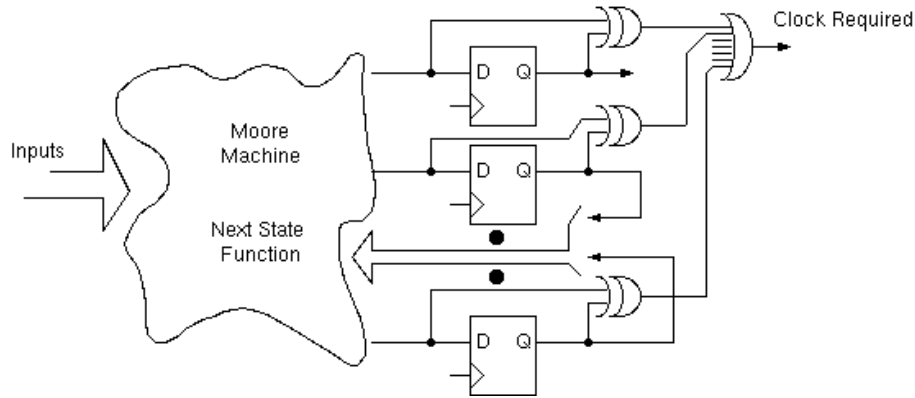 Clock Required
D Q
Moore
Machine
Inputs
D Q
Next State
Function
D Q